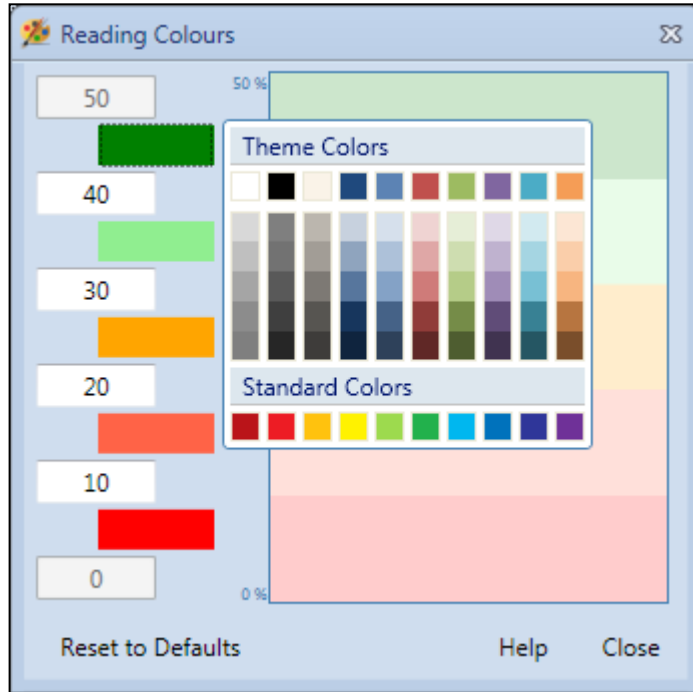 Reading Colours
50
50 %
Theme Colors
40
30
20
Standard Colors
10
0
0 %
Reset to Defaults
Help
Close